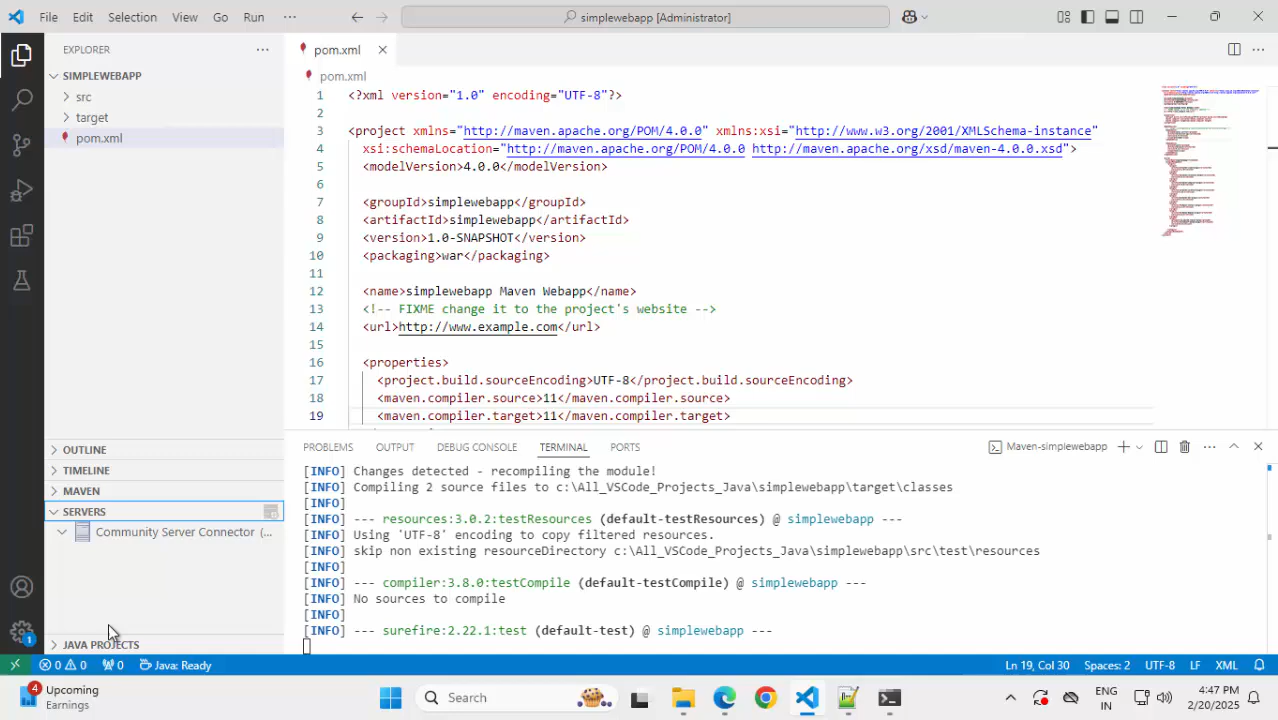 File Edit Selection View Go Run
simplewebapp [Administrator]
EXPLORER
pom.xml
SIMPLEWEBAPP
src
target
pom.xml
pom.xml
1 <?xml version="1.0" encoding="UTF-8"?>
2
3 <project xmlns="http://maven.apache.org/POM/4.0.0" xmlns:xsi="http://www.w3.org/2001/XMLSchema-instance"
4 xsi:schemaLocation="http://maven.apache.org/POM/4.0.0 http://maven.apache.org/xsd/maven-4.0.0.xsd">
5 <modelVersion>4.0.0</modelVersion>
6
7 <groupId>simplewebapp</groupId>
8 <artifactId>simplewebapp</artifactId>
9 <version>1.0-SNAPSHOT</version>
10 <packaging>war</packaging>
11
12 <name>simplewebapp Maven Webapp</name>
13 <!-- FIXME change it to the project's website -->
14 <url>http://www.example.com</url>
15
16 <properties>
17 <project.build.sourceEncoding>UTF-8</project.build.sourceEncoding>
18 <maven.compiler.source>11</maven.compiler.source>
19 <maven.compiler.target>11</maven.compiler.target>
OUTLINE
TIMELINE
MAVEN
SERVERS
Community Server Connector (...
JAVA PROJECTS
PROBLEMS OUTPUT DEBUG CONSOLE TERMINAL PORTS
Maven-simplewebapp
[INFO] Changes detected - recompiling the module!
[INFO] Compiling 2 source files to c:\All_VSCode_Projects_Java\simplewebapp\target\classes
[INFO]
[INFO] --- resources:3.0.2:testResources (default-testResources) @ simplewebapp ---
[INFO] Using 'UTF-8' encoding to copy filtered resources.
[INFO] skip non existing resourceDirectory c:\All_VSCode_Projects_Java\simplewebapp\src\test\resources
[INFO]
[INFO] --- compiler:3.8.0:testCompile (default-testCompile) @ simplewebapp ---
[INFO] No sources to compile
[INFO]
[INFO] --- surefire:2.22.1:test (default-test) @ simplewebapp ---
1
0 0 0 Java: Ready
Ln 19, Col 30 Spaces: 2 UTF-8 LF XML
4
Upcoming
Earnings
Search
ENG
IN
4:47 PM
2/20/2025